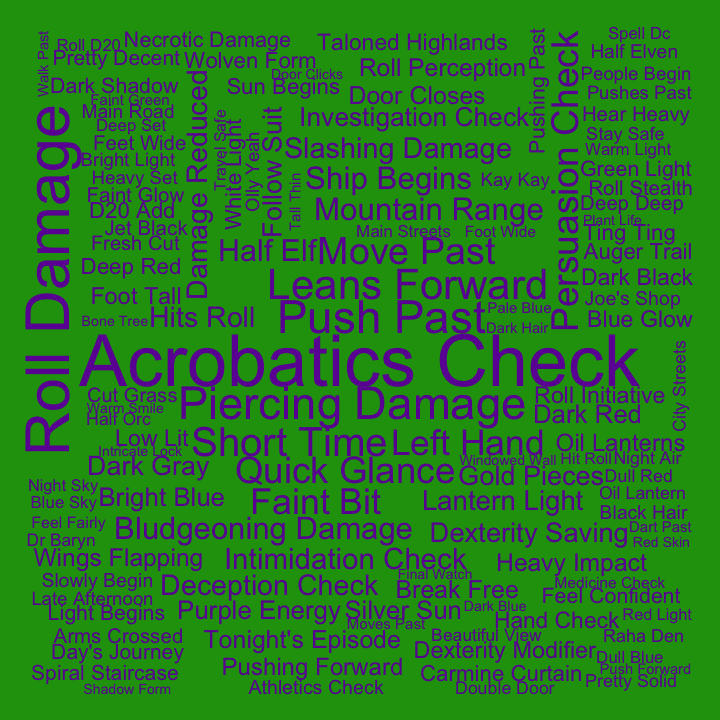 Walk Past
Roll D20
Necrotic Damage
Taloned Highlands
Pushing Past
Persuasion Check
Spell Dc
Half Elven
Pretty Decent
Wolven Form
Door Clicks
Roll Perception
People Begin
Dark Shadow
Sun Begins
Door Closes
Pushes Past
Faint Green
Main Road
Deep Set
Damage Reduced
Travel Safe
White Light
Olly Yeah
Follow Suit
Tall Thin
Investigation Check
Hear Heavy
Stay Safe
Roll Damage
Feet Wide
Slashing Damage
Warm Light
Bright Light
Green Light
Heavy Set
Ship Begins
Kay Kay
Roll Stealth
Faint Glow
Deep Deep
D20 Add
Mountain Range
Plant Life
Jet Black
Main Streets
Foot Wide
Ting Ting
Fresh Cut
Half Elf
Move Past
Auger Trail
Deep Red
Leans Forward
Dark Black
Foot Tall
Joe's Shop
Bone Tree
Hits Roll
Push Past
Pale Blue
Dark Hair
Blue Glow
Acrobatics Check
City Streets
Cut Grass
Warm Smile
Half Orc
Piercing Damage
Roll Initiative
Dark Red
Low Lit
Intricate Lock
Short Time
Left Hand
Oil Lanterns
Dark Gray
Quick Glance
Windowed Wall
Hit Roll
Night Air
Gold Pieces
Dull Red
Night Sky
Blue Sky
Bright Blue
Faint Bit
Lantern Light
Oil Lantern
Black Hair
Feel Fairly
Bludgeoning Damage
Dexterity Saving
Dart Past
Dr Baryn
Red Skin
Wings Flapping
Intimidation Check
Heavy Impact
Slowly Begin
Deception Check
Final Watch
Break Free
Medicine Check
Late Afternoon
Feel Confident
Light Begins
Purple Energy
Silver Sun
Dark Blue
Hand Check
Red Light
Moves Past
Arms Crossed
Tonight's Episode
Beautiful View
Raha Den
Day's Journey
Dexterity Modifier
Dull Blue
Spiral Staircase
Pushing Forward
Carmine Curtain
Push Forward
Pretty Solid
Shadow Form
Athletics Check
Double Door